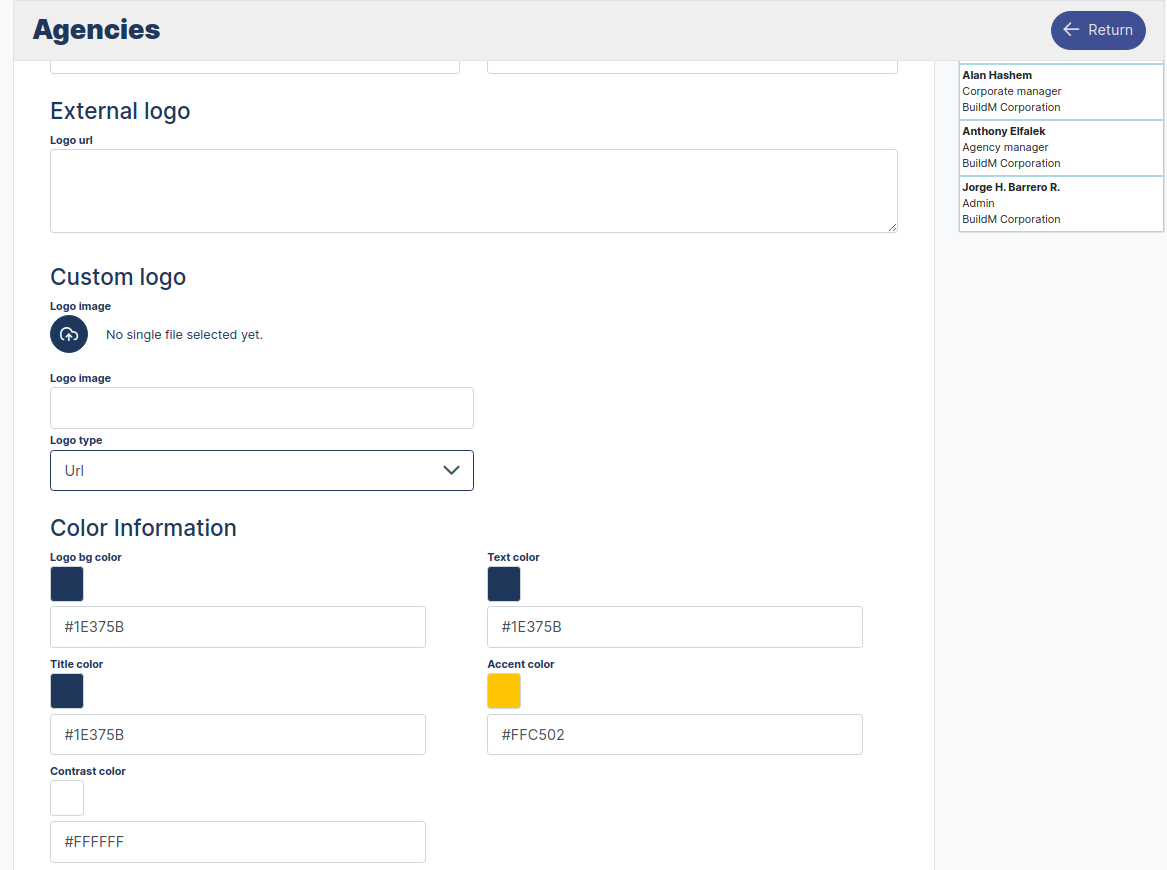 Agencies
Return
External logo
Logo url
Custom logo
Logo image
No single file selected yet.
Logo image
Logo type
Url
Color Information
Logo bg color
#1E375B
Text color
#1E375B
Title color
#1E375B
Accent color
#FFC502
Contrast color
#FFFFFF
Alan Hashem
Corporate manager
BuildM Corporation
Anthony Elfalek
Agency manager
BuildM Corporation
Jorge H. Barrero R.
Admin
BuildM Corporation